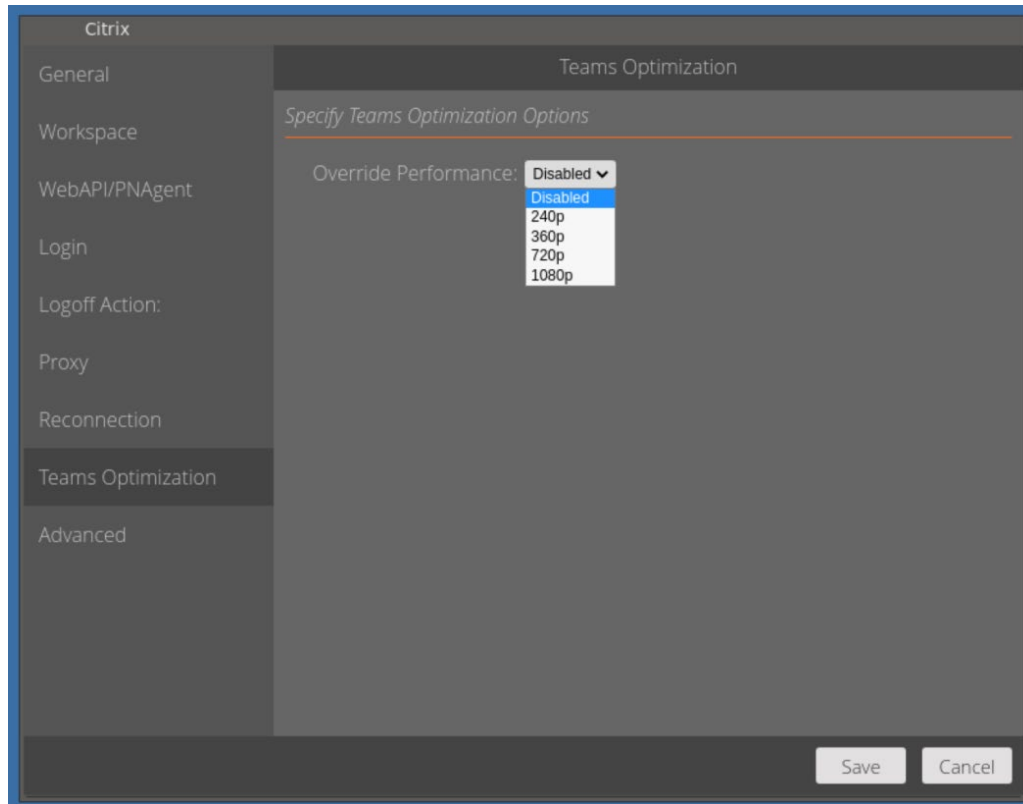 Citrix
General
Workspace
WebAPI/PNAgent
Login
Logoff Action:
Proxy
Reconnection
Teams Optimization
Advanced
Teams Optimization
Specify Teams Optimization Options
Override Performance: Disabled
Disabled
240p
360p
720p
1080p
Save Cancel